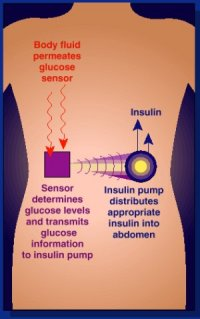 Body fluid
permeates
glucose
sensor
Insulin
Sensor
determines
glucose levels
and transmits
glucose
information
to insulin pump
Insulin pump
distributes
appropriate
insulin into
abdomen